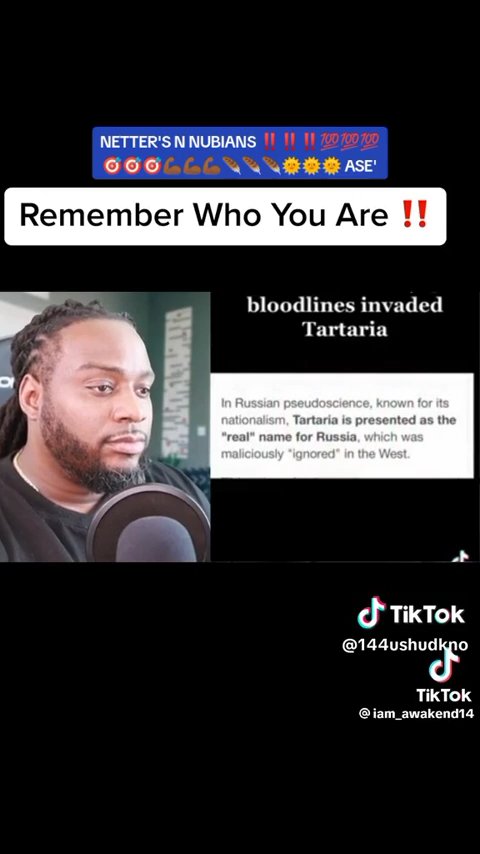 NETTER'S N NUBIANS ‼️ ‼️ ‼️ 💯💯💯
🎯🎯🎯💪🏾💪🏾💪🏾🪶🪶🪶🌞🌞🌞 ASE'
Remember Who You Are ‼️
bloodlines invaded
Tartaria
In Russian pseudoscience, known for its
nationalism, Tartaria is presented as the
"real" name for Russia, which was
maliciously "ignored" in the West.
TikTok
@144ushudkno
TikTok
@iam_awakend14